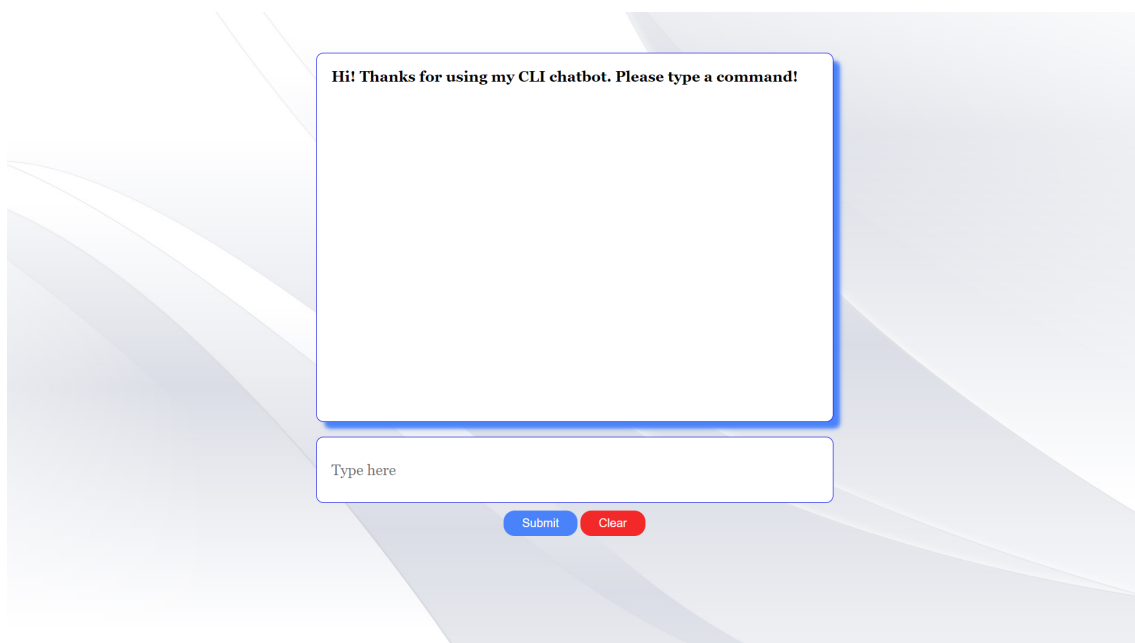 Hi! Thanks for using my CLI chatbot. Please type a command!
Type here
Submit Clear